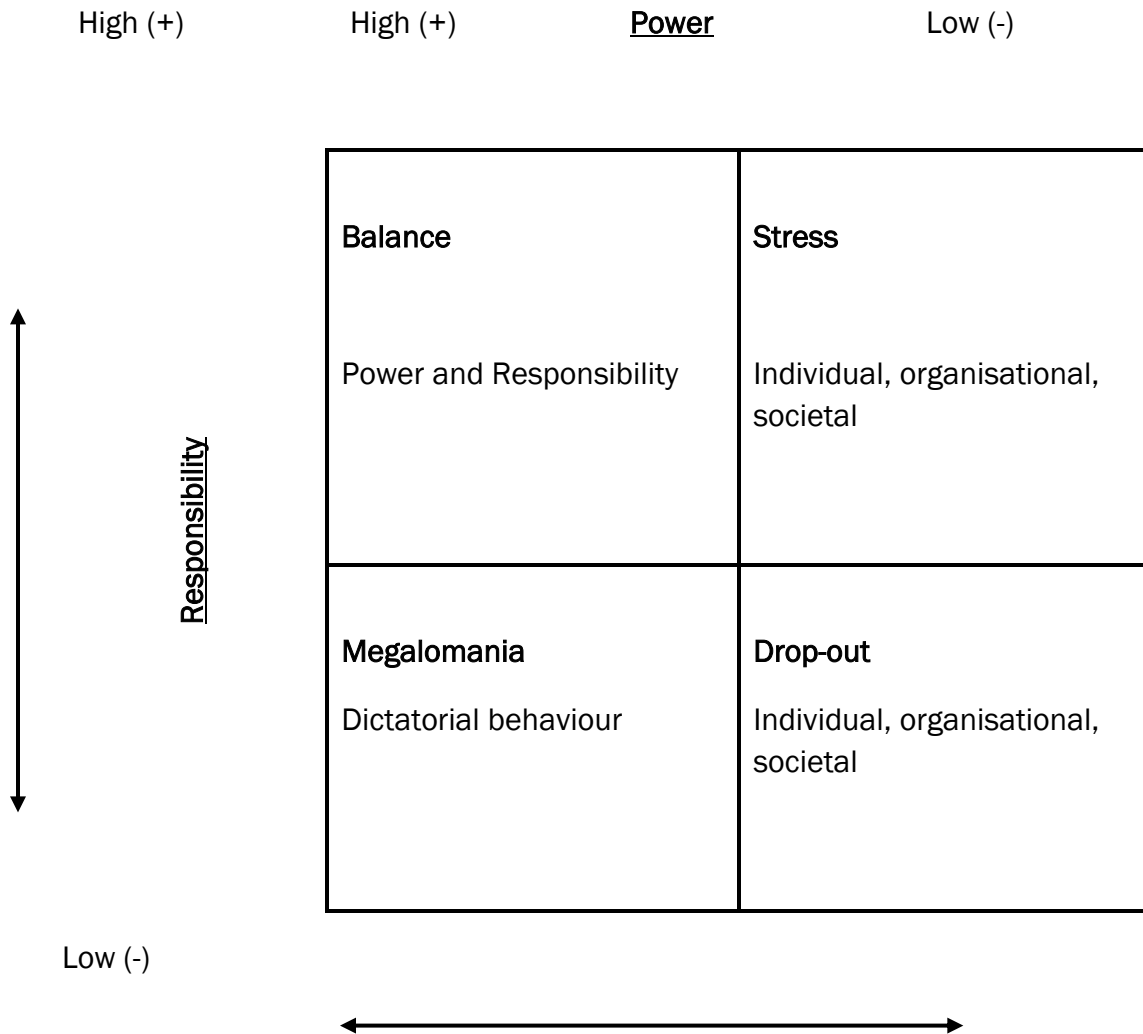 High (+) High (+) Power Low (-)
Balance
Stress
Power and Responsibility
Individual, organisational,
societal
Responsibility
Megalomania
Drop-out
Dictatorial behaviour
Individual, organisational,
societal
Low (-)